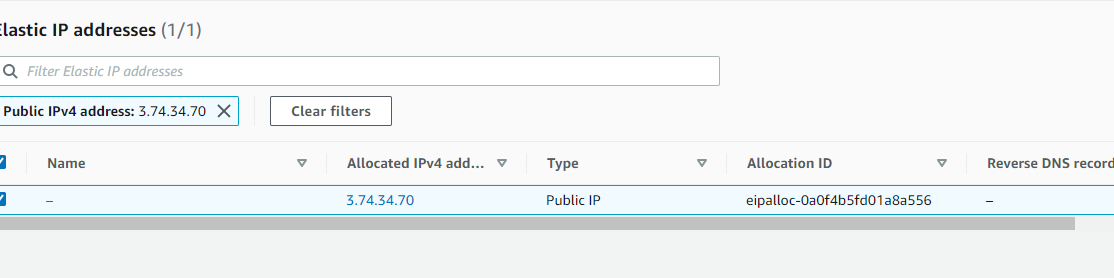 Elastic IP addresses (1/1)
Filter Elastic IP addresses
Public IPv4 address: 3.74.34.70
Clear filters
Name Allocated IPv4 add... Type Allocation ID Reverse DNS record
– 3.74.34.70 Public IP eipalloc-0a0f4b5fd01a8a556 –